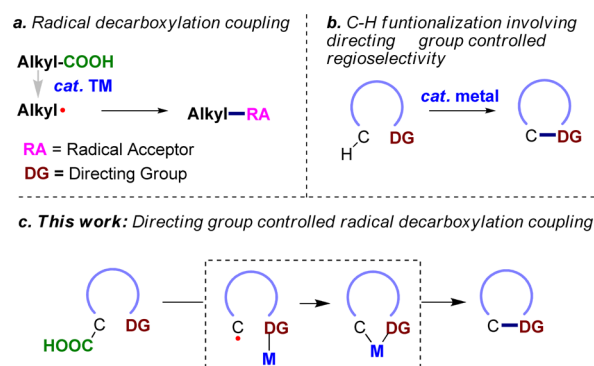 a. Radical decarboxylation coupling
Alkyl-COOH
cat. TM
Alkyl•
Alkyl—RA
RA = Radical Acceptor
DG = Directing Group
b. C-H funtionalization involving
directing group controlled
regioselectivity
C DG
H
cat. metal
C—DG
c. This work: Directing group controlled radical decarboxylation coupling
C DG
HOOC
C• DG
M
C DG
M
C—DG